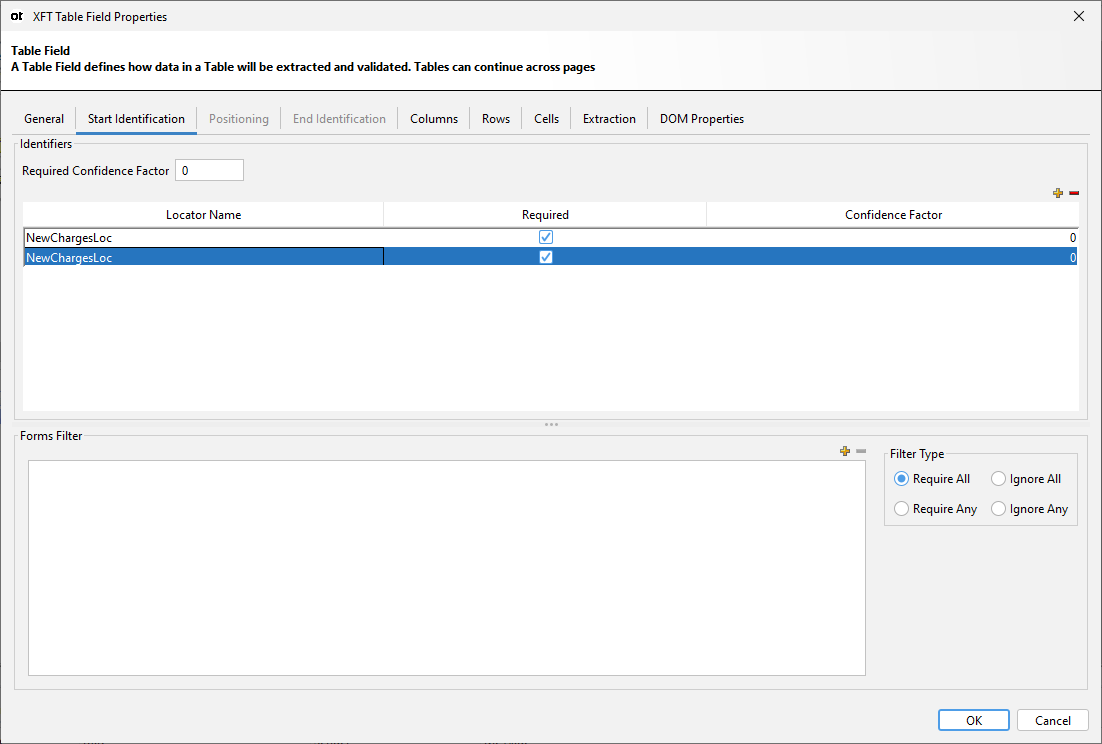 ot XFT Table Field Properties
Table Field
A Table Field defines how data in a Table will be extracted and validated. Tables can continue across pages
General Start Identification Positioning End Identification Columns Rows Cells Extraction DOM Properties
Identifiers
Required Confidence Factor 0
Locator Name Required Confidence Factor
NewChargesLoc 0
NewChargesLoc 0
Forms Filter
Filter Type
Require All Ignore All
Require Any Ignore Any
OK Cancel